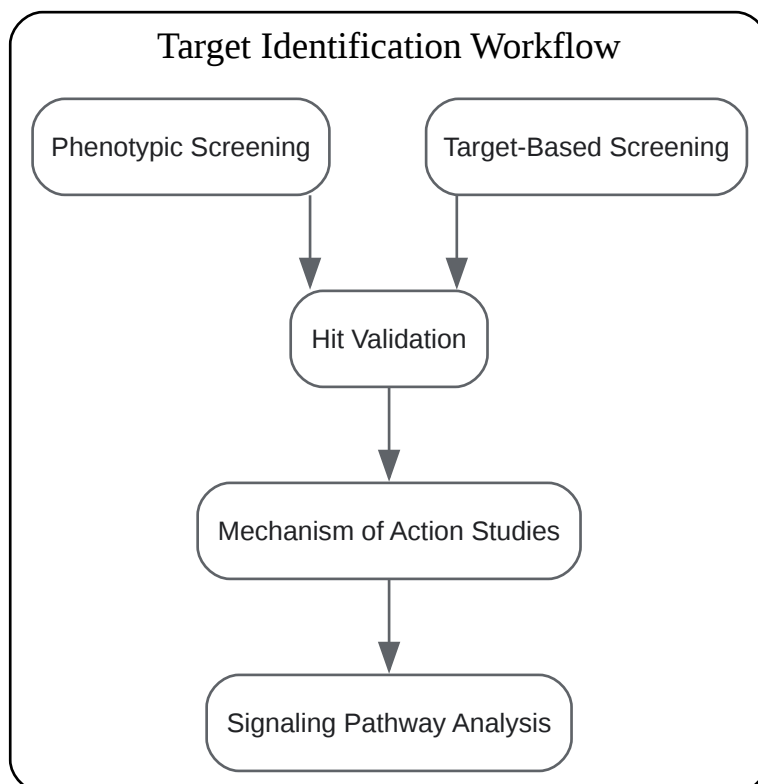 Target Identification Workflow
Phenotypic Screening
Target-Based Screening
Hit Validation
Mechanism of Action Studies
Signaling Pathway Analysis